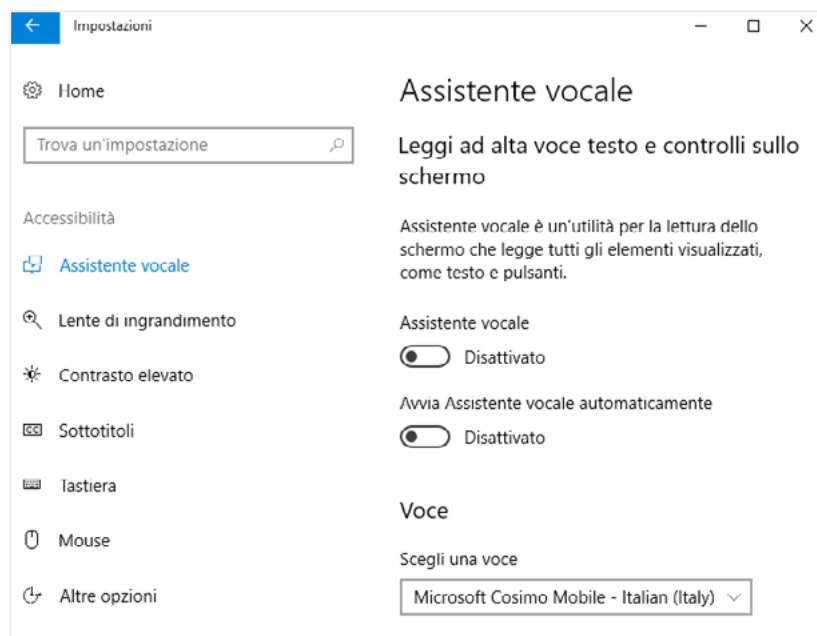 Impostazioni
Home
Trova un'impostazione
Accessibilità
Assistente vocale
Lente di ingrandimento
Contrasto elevato
CC
Sottotitoli
Tastiera
Mouse
Altre opzioni
Assistente vocale
Leggi ad alta voce testo e controlli sullo
schermo
Assistente vocale è un'utilità per la lettura dello
schermo che legge tutti gli elementi visualizzati,
come testo e pulsanti.
Assistente vocale
Disattivato
Avvia Assistente vocale automaticamente
Disattivato
Voce
Scegli una voce
Microsoft Cosimo Mobile - Italian (Italy)